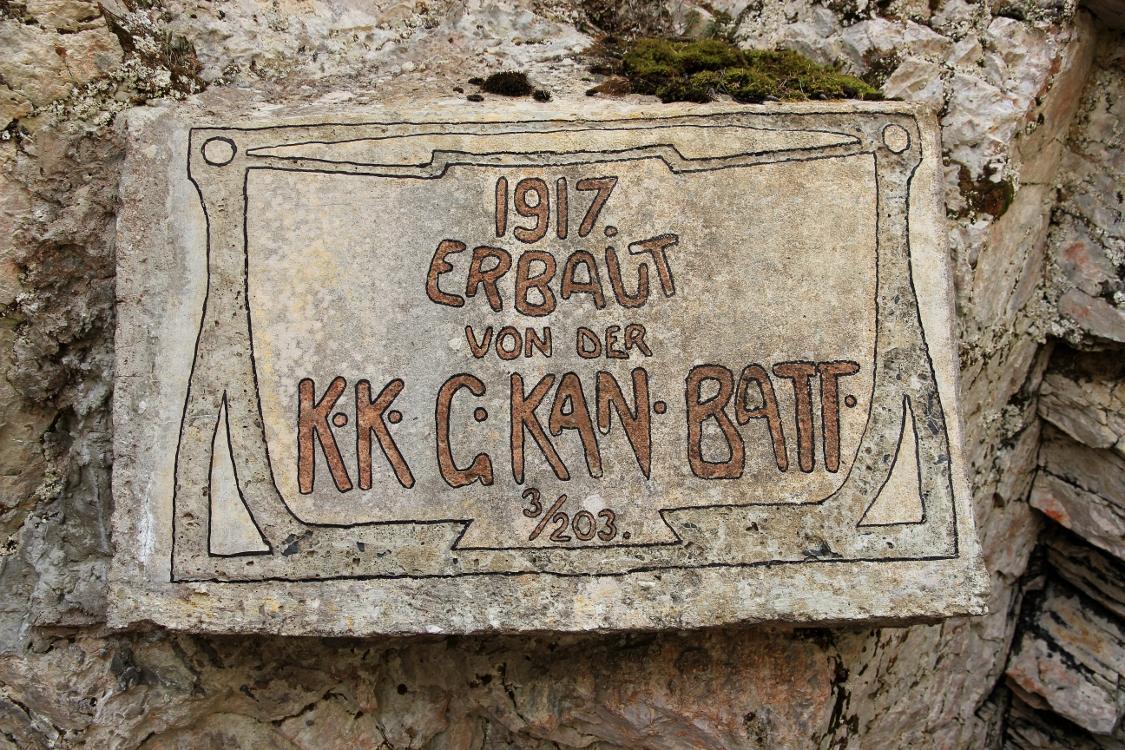 1917.
ERBAUT
VON DER
K·K· G·KAN· BATT·
3/203.